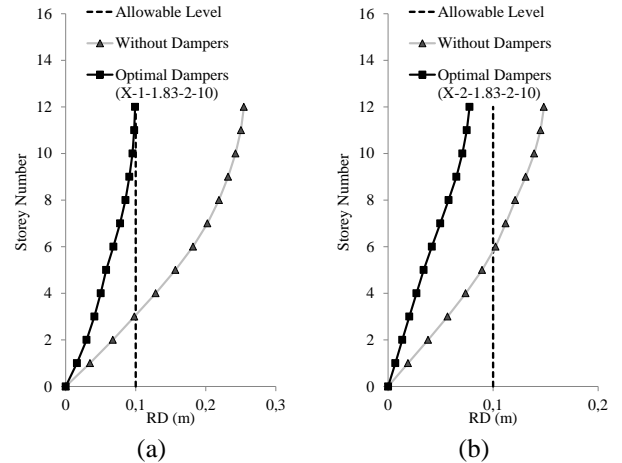 16
14
12
10
8
6
4
2
0
Storey Number
Allowable Level
Without Dampers
Optimal Dampers
(X-1-1.83-2-10)
0 0,1 0,2 0,3
RD (m)
(a)
16
14
12
10
8
6
4
2
0
Storey Number
Allowable Level
Without Dampers
Optimal Dampers
(X-2-1.83-2-10)
0 0,1 0,2
RD (m)
(b)